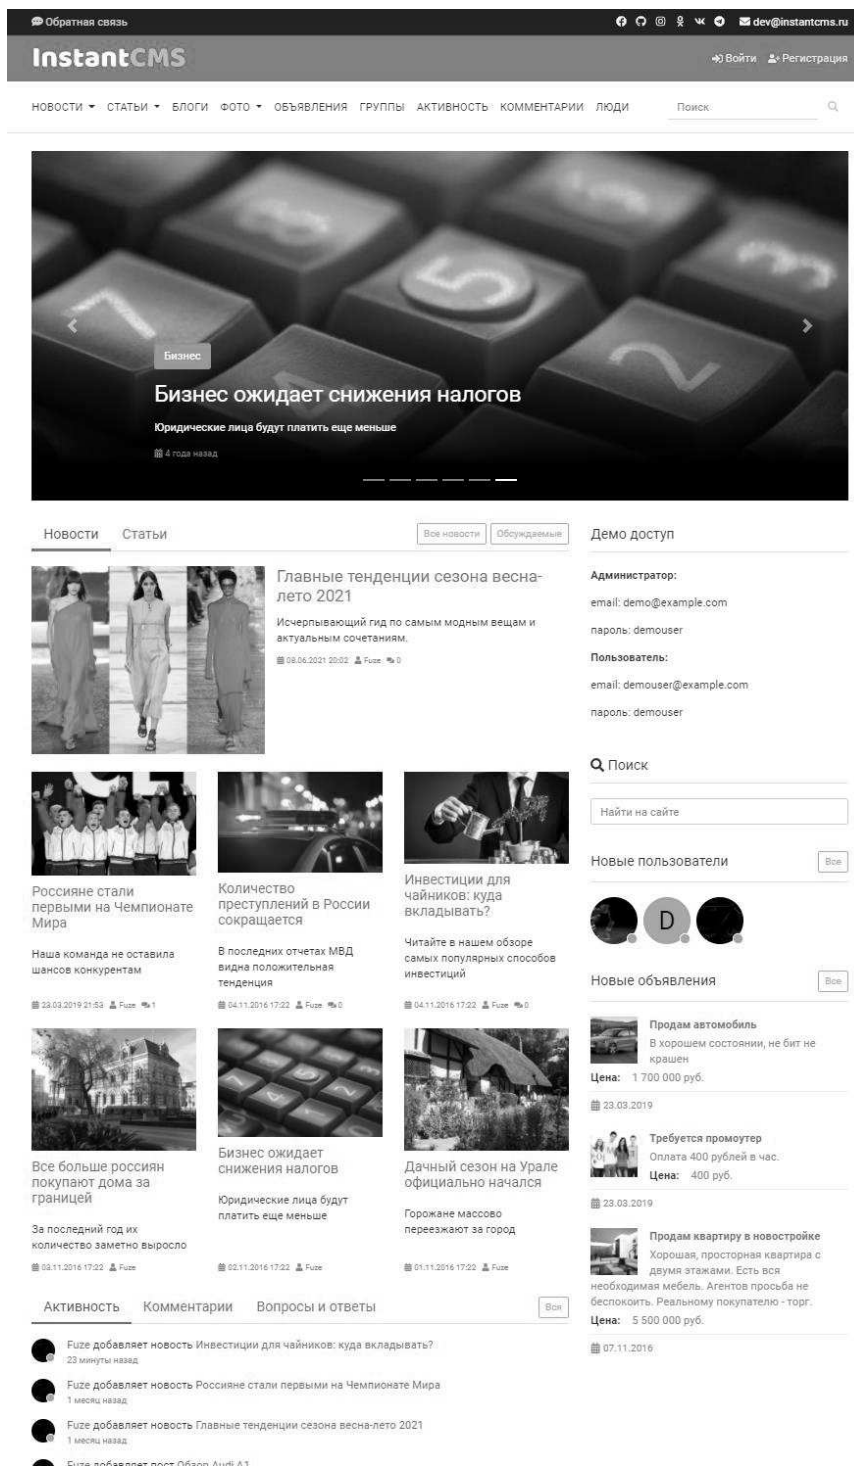 Обратная связь
dev@instantcms.ru
InstantCMS
Войти Регистрация
НОВОСТИ СТАТЬИ БЛОГИ ФОТО ОБЪЯВЛЕНИЯ ГРУППЫ АКТИВНОСТЬ КОММЕНТАРИИ ЛЮДИ Поиск
Бизнес
Бизнес ожидает снижения налогов
Юридические лица будут платить еще меньше
4 года назад
Новости Статьи Все новости Обсуждаемые
Главные тенденции сезона весна-
лето 2021
Исчерпывающий гид по самым модным вещам и
актуальным сочетаниям.
08.06.2021 20:02 Fuze 0
Россияне стали
первыми на Чемпионате
Мира
Наша команда не оставила
шансов конкурентам
23.03.2019 21:53 Fuze 1
Количество
преступлений в России
сокращается
В последних отчетах МВД
видна положительная
тенденция
04.11.2016 17:22 Fuze 0
Инвестиции для
чайников: куда
вкладывать?
Читайте в нашем обзоре
самых популярных способов
инвестиций
04.11.2016 17:22 Fuze 0
Все больше россиян
покупают дома за
границей
За последний год их
количество заметно выросло
03.11.2016 17:22 Fuze
Бизнес ожидает
снижения налогов
Юридические лица будут
платить еще меньше
02.11.2016 17:22 Fuze
Дачный сезон на Урале
официально начался
Горожане массово
переезжают за город
01.11.2016 17:22 Fuze
Активность Комментарии Вопросы и ответы Вся
Fuze добавляет новость Инвестиции для чайников: куда вкладывать?
23 минуты назад
Fuze добавляет новость Россияне стали первыми на Чемпионате Мира
1 месяц назад
Fuze добавляет новость Главные тенденции сезона весна-лето 2021
1 месяц назад
Fuze добавляет пост Обзор Audi A1
Демо доступ
Администратор:
email: demo@example.com
пароль: demouser
Пользователь:
email: demouser@example.com
пароль: demouser
Поиск
Найти на сайте
Новые пользователи Все
D
Новые объявления Все
Продам автомобиль
В хорошем состоянии, не бит не
крашен
Цена: 1 700 000 руб.
23.03.2019
Требуется промоутер
Оплата 400 рублей в час.
Цена: 400 руб.
23.03.2019
Продам квартиру в новостройке
Хорошая, просторная квартира с
двумя этажами. Есть вся
необходимая мебель. Агентов просьба не
беспокоить. Реальному покупателю - торг.
Цена: 5 500 000 руб.
07.11.2016